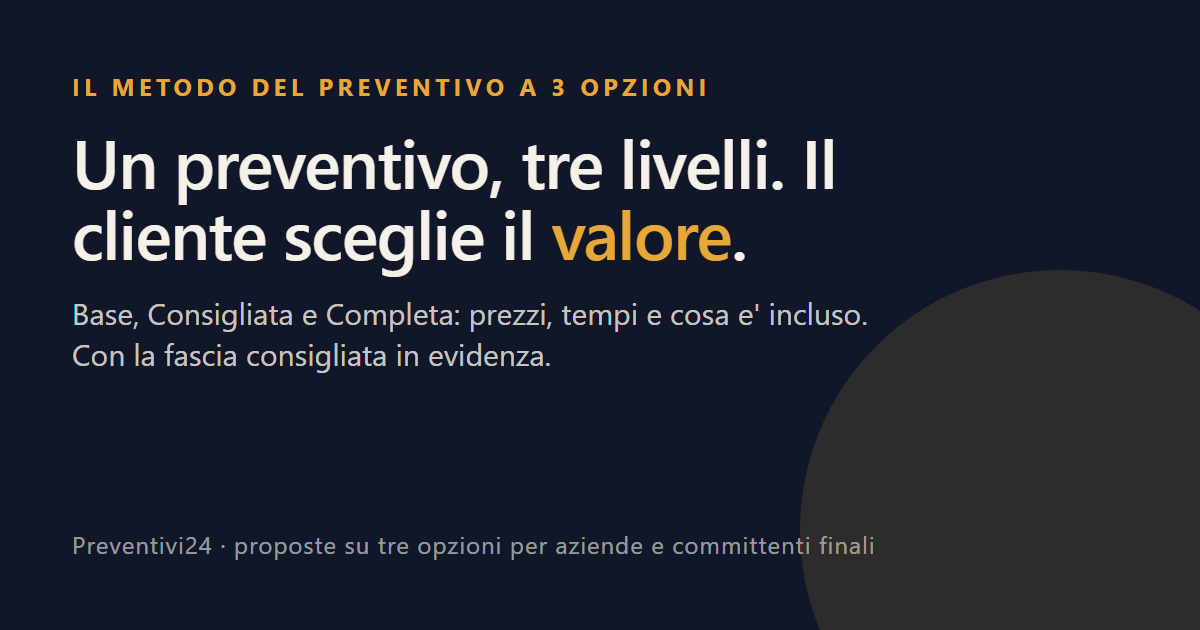 IL METODO DEL PREVENTIVO A 3 OPZIONI
Un preventivo, tre livelli. Il
cliente sceglie il valore.
Base, Consigliata e Completa: prezzi, tempi e cosa e' incluso.
Con la fascia consigliata in evidenza.
Preventivi24 · proposte su tre opzioni per aziende e committenti finali